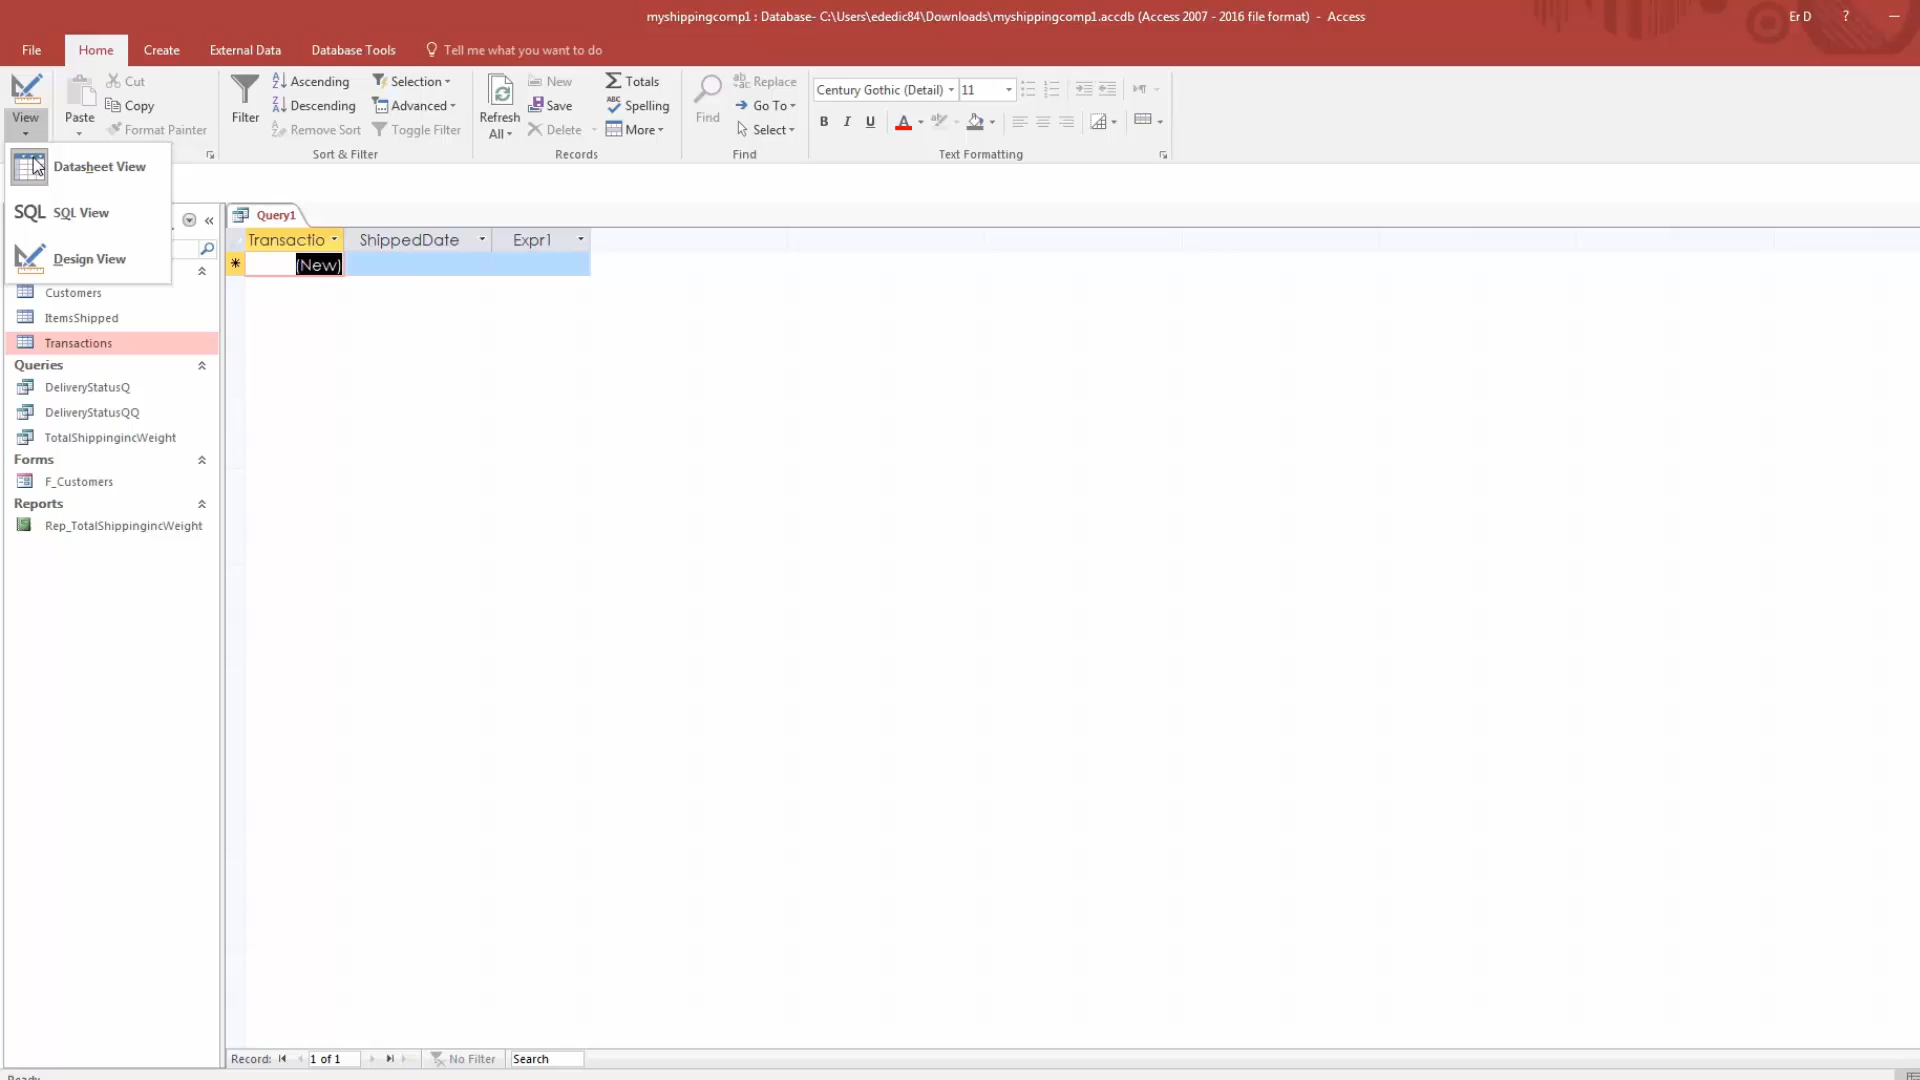 myshippingcomp1 : Database- C:\Users\ededic84\Downloads\myshippingcomp1.accdb (Access 2007 - 2016 file format) - Access
Er D
?
File
Home
Create
External Data
Database Tools
Tell me what you want to do
View
Paste
Cut
Copy
Format Painter
Filter
Ascending
Descending
Remove Sort
Selection
Advanced
Toggle Filter
Sort & Filter
Refresh
All
New
Save
Delete
Totals
Spelling
More
Records
Find
Replace
Go To
Select
Find
Century Gothic (Detail)
11
B I U
Text Formatting
Datasheet View
SQL SQL View
Design View
Customers
ItemsShipped
Transactions
Queries
DeliveryStatusQ
DeliveryStatusQQ
TotalShippingincWeight
Forms
F_Customers
Reports
Rep_TotalShippingincWeight
Query1
Transactio
ShippedDate
Expr1
(New)
Record:
1 of 1
No Filter
Search
Ready